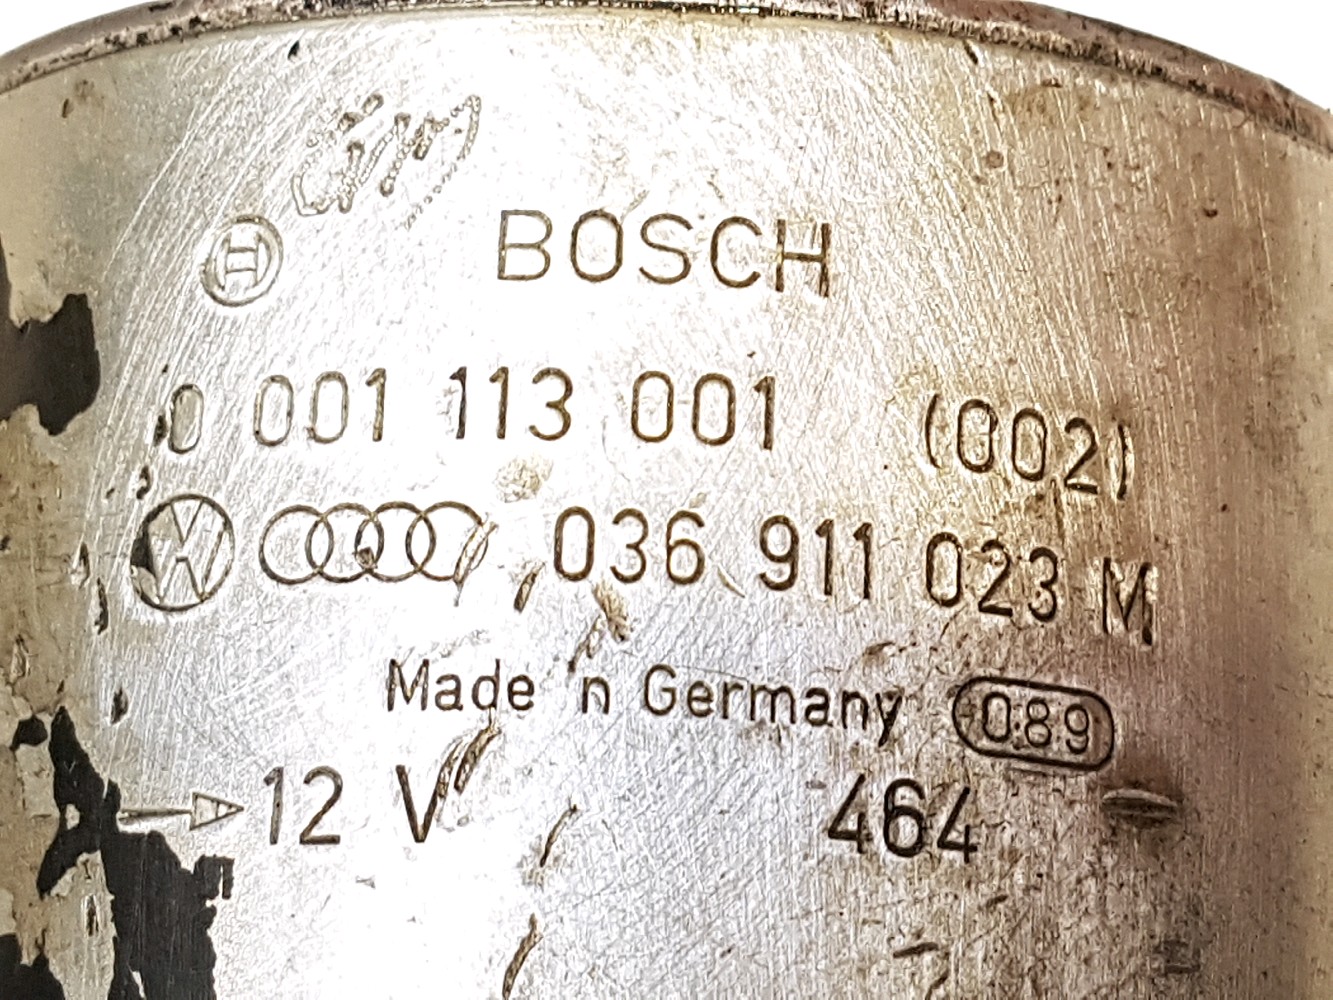 BOSCH
0 001 113 001 (002)
036 911 023 M
Made n Germany 089
12 V 464